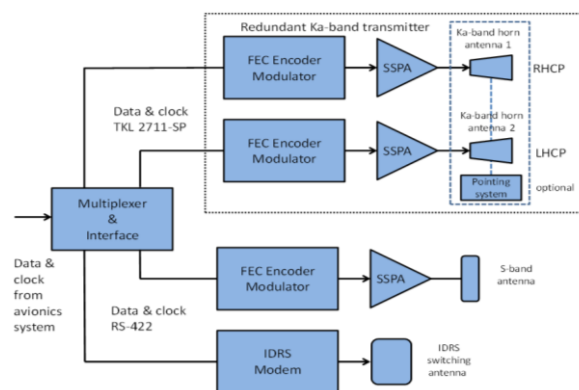 Redundant Ka-band transmitter
FEC Encoder
Modulator
SSPA
Ka-band horn
antenna 1
RHCP
Data & clock
TKL 2711-SP
FEC Encoder
Modulator
SSPA
Ka-band horn
antenna 2
LHCP
Pointing
system
optional
Multiplexer
&
Interface
Data &
clock
from
avionics
system
FEC Encoder
Modulator
SSPA
S-band
antenna
Data & clock
RS-422
IDRS
Modem
IDRS
switching
antenna